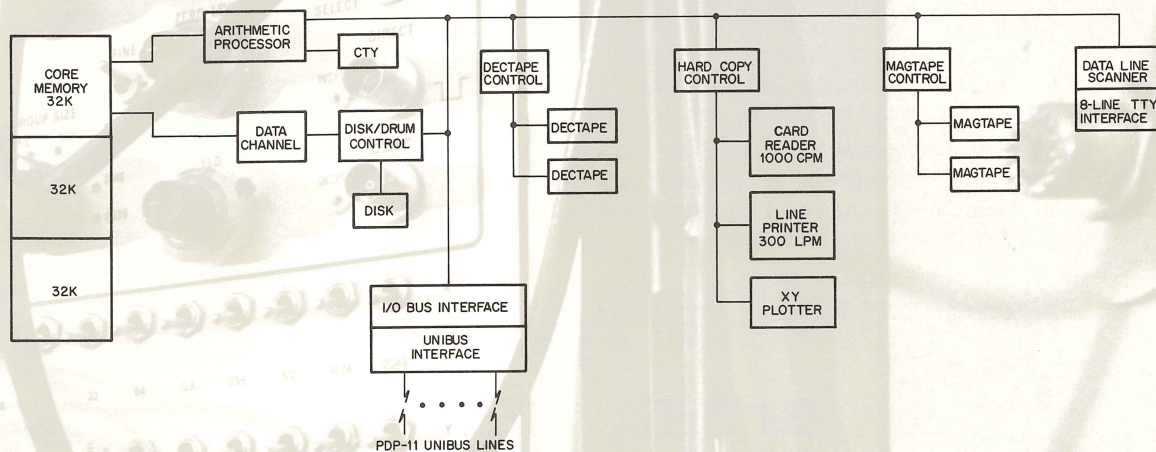 ARITHMETIC
PROCESSOR
CTY
CORE
MEMORY
32K
32K
32K
DATA
CHANNEL
DISK/DRUM
CONTROL
DISK
DECTAPE
CONTROL
DECTAPE
DECTAPE
HARD COPY
CONTROL
CARD
READER
1000 CPM
LINE
PRINTER
300 LPM
XY
PLOTTER
MAGTAPE
CONTROL
MAGTAPE
MAGTAPE
DATA LINE
SCANNER
8-LINE TTY
INTERFACE
I/O BUS INTERFACE
UNIBUS
INTERFACE
PDP-11 UNIBUS LINES
SELECT